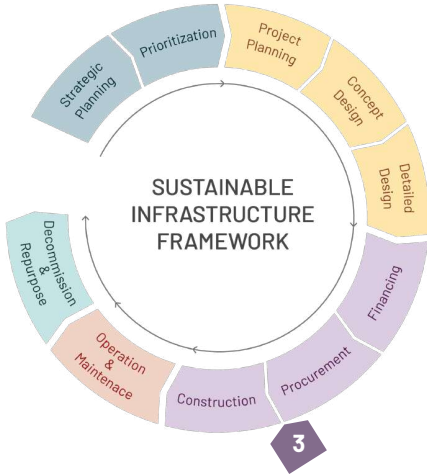 Strategic
Planning
Prioritization
Project
Planning
Concept
Design
Detailed
Design
Financing
Procurement
Construction
Operation
&
Maintenace
Decommission
&
Repurpose
SUSTAINABLE
INFRASTRUCTURE
FRAMEWORK
3